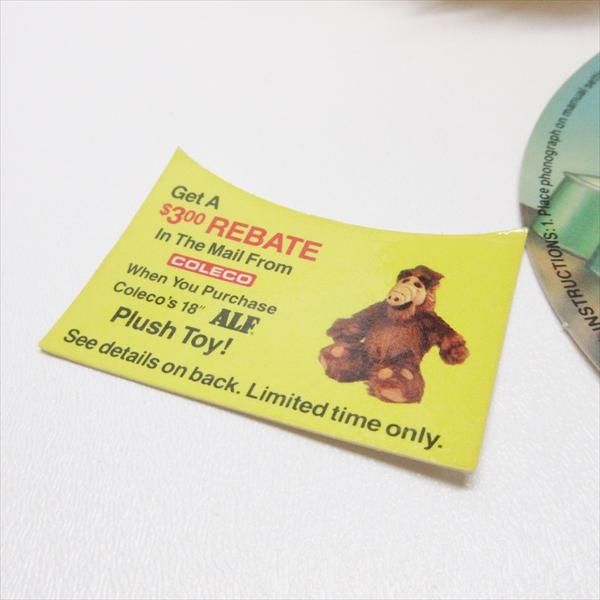 Get A
$3.00 REBATE
In The Mail From
COLECO
When You Purchase
Coleco's 18" ALF
Plush Toy!
See details on back. Limited time only.
INSTRUCTIONS: 1. Place phonograph on manual